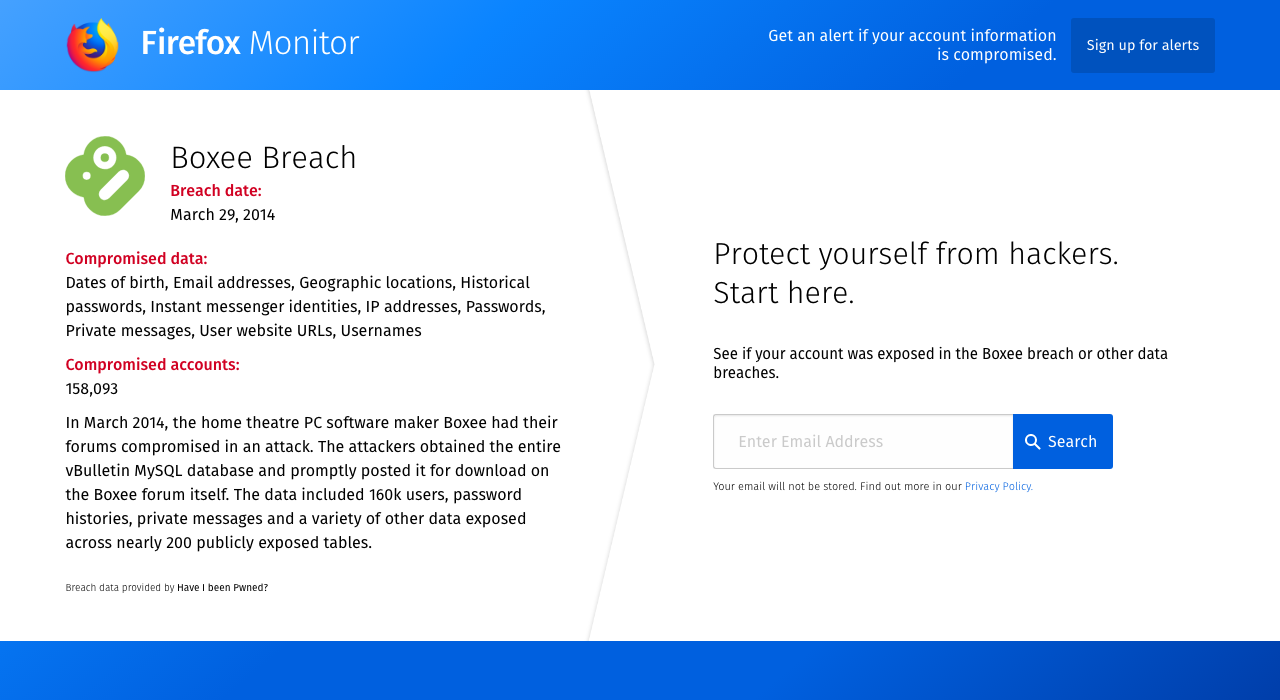 Firefox Monitor
Get an alert if your account information
is compromised.
Sign up for alerts
Boxee Breach
Breach date:
March 29, 2014
Compromised data:
Dates of birth, Email addresses, Geographic locations, Historical
passwords, Instant messenger identities, IP addresses, Passwords,
Private messages, User website URLs, Usernames
Compromised accounts:
158,093
In March 2014, the home theatre PC software maker Boxee had their
forums compromised in an attack. The attackers obtained the entire
vBulletin MySQL database and promptly posted it for download on
the Boxee forum itself. The data included 160k users, password
histories, private messages and a variety of other data exposed
across nearly 200 publicly exposed tables.
Breach data provided by Have I been Pwned?
Protect yourself from hackers.
Start here.
See if your account was exposed in the Boxee breach or other data
breaches.
Enter Email Address
Search
Your email will not be stored. Find out more in our Privacy Policy.